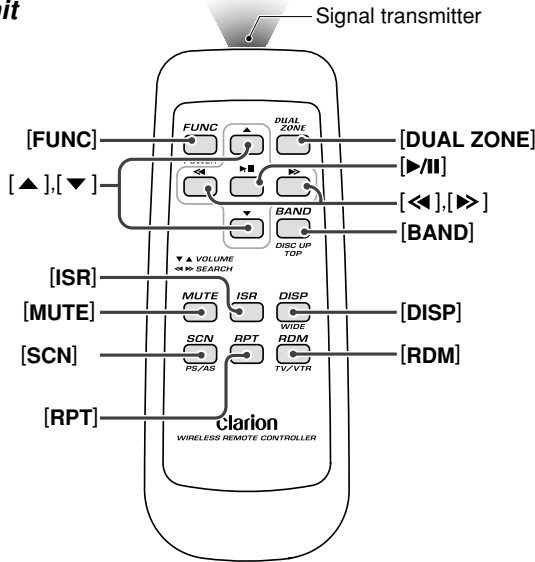 nit
Signal transmitter
[FUNC]
[▲],[▼]
[ISR]
[MUTE]
[SCN]
[RPT]
FUNC
POWER
▲
DUAL
ZONE
◀◀
▶II
▶▶
▼
BAND
DISC UP
TOP
▼ ▲ VOLUME
◀◀ ▶▶ SEARCH
MUTE ISR DISP
WIDE
SCN RPT RDM
PS/AS TV/VTR
clarion
WIRELESS REMOTE CONTROLLER
[DUAL ZONE]
[▶/II]
[◀◀],[▶▶]
[BAND]
[DISP]
[RDM]